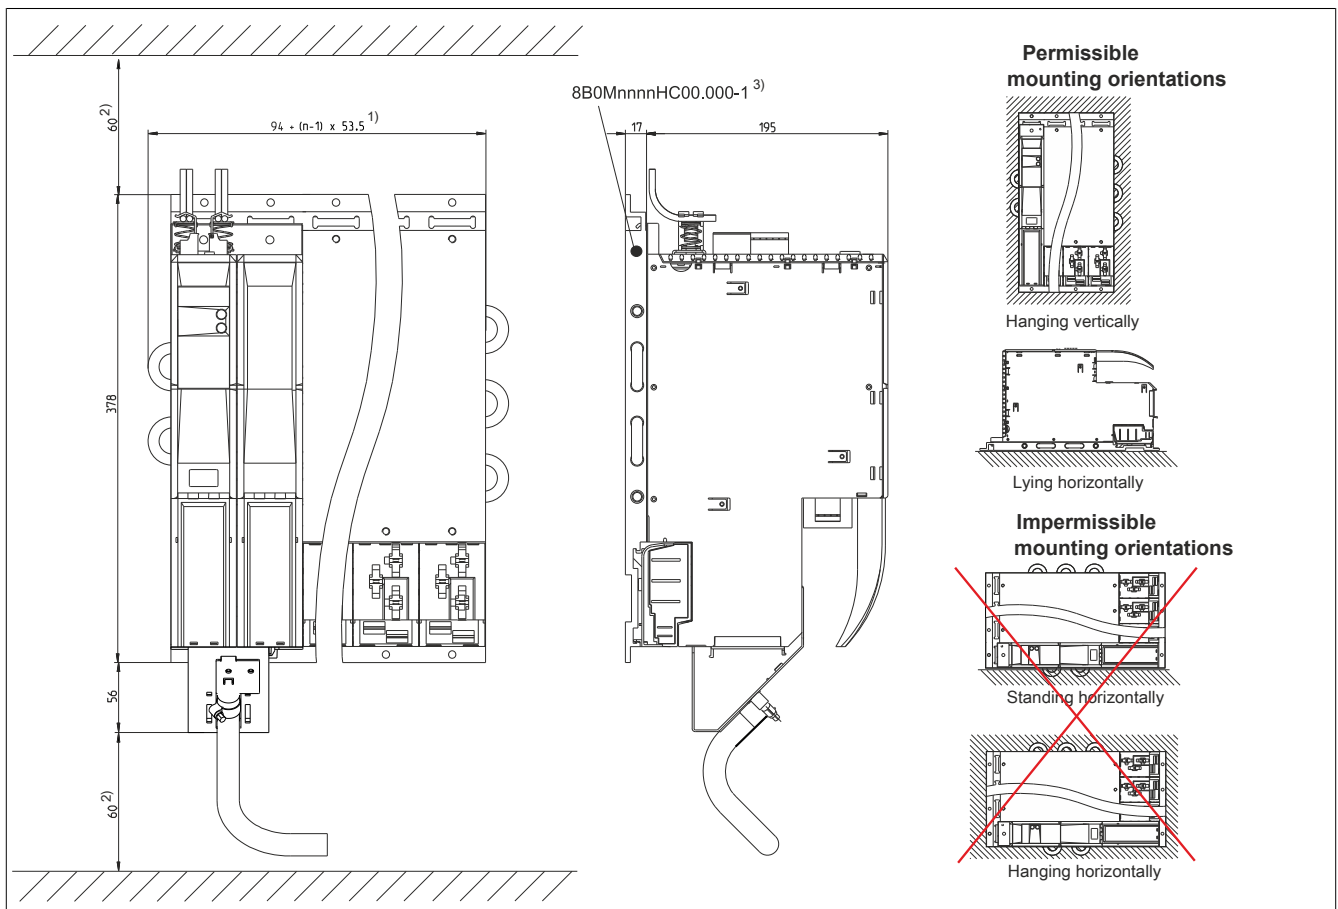 60 2)
94 + (n-1) x 53.5 1)
378
56
60 2)
8B0MnnnnHC00.000-1 3)
17
195
Permissible
mounting orientations
Hanging vertically
Lying horizontally
Impermissible
mounting orientations
Standing horizontally
Hanging horizontally